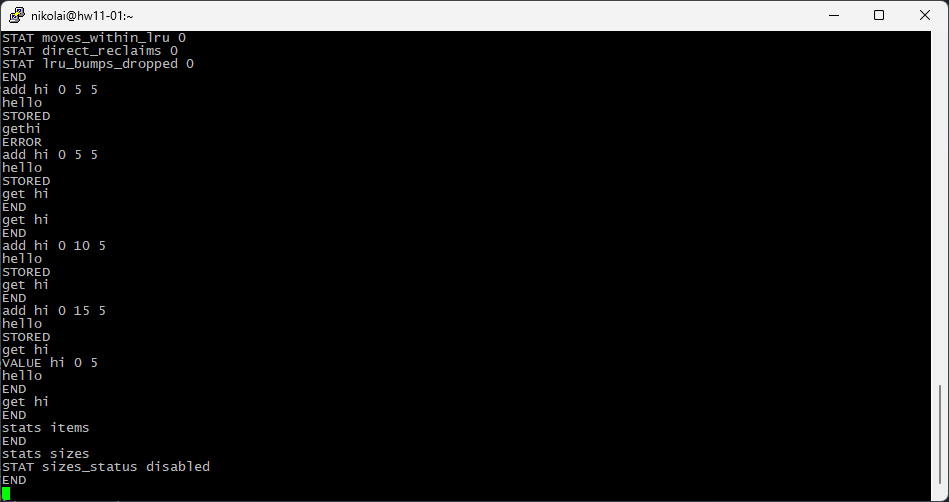 nikolai@hw11-01:~
STAT moves_within_lru 0
STAT direct_reclaims 0
STAT lru_bumps_dropped 0
END
add hi 0 5 5
hello
STORED
gethi
ERROR
add hi 0 5 5
hello
STORED
get hi
END
get hi
END
add hi 0 10 5
hello
STORED
get hi
END
add hi 0 15 5
hello
STORED
get hi
VALUE hi 0 5
hello
END
get hi
END
stats items
END
stats sizes
STAT sizes_status disabled
END